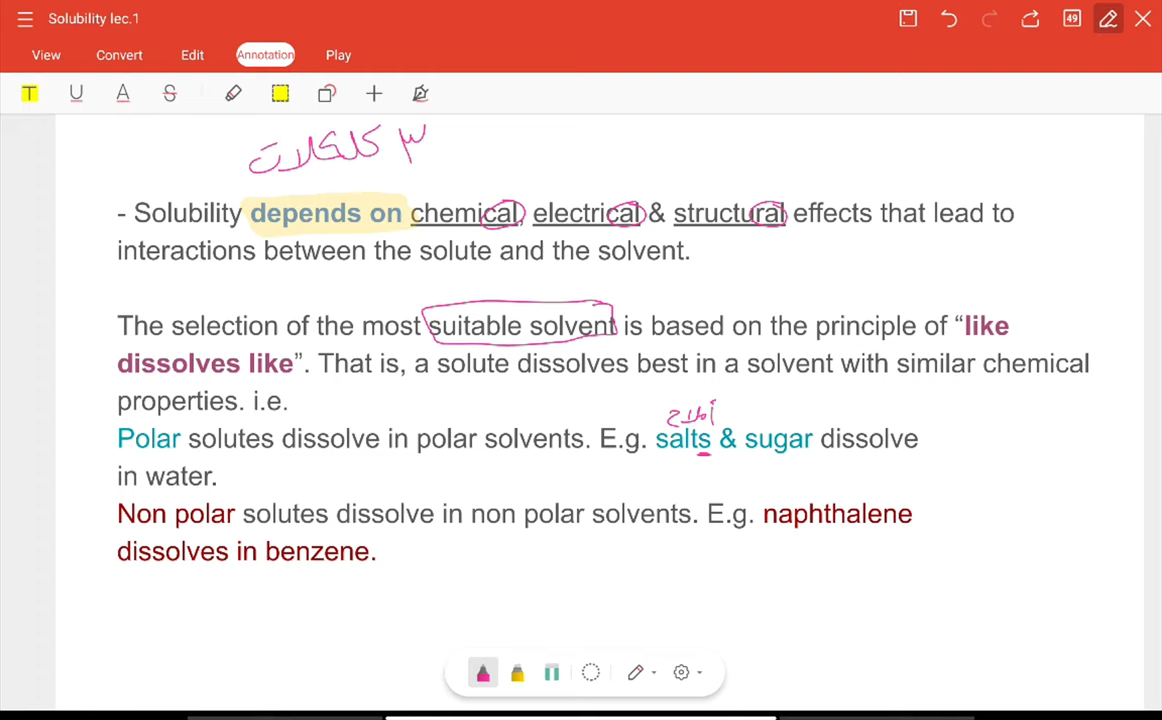 Solubility lec.1
49
View Convert Edit Annotation Play
T U A S
٣ كلكلات
- Solubility depends on chemical, electrical & structural effects that lead to
interactions between the solute and the solvent.
The selection of the most suitable solvent is based on the principle of “like
dissolves like”. That is, a solute dissolves best in a solvent with similar chemical
properties. i.e.
أملاح
Polar solutes dissolve in polar solvents. E.g. salts & sugar dissolve
in water.
Non polar solutes dissolve in non polar solvents. E.g. naphthalene
dissolves in benzene.